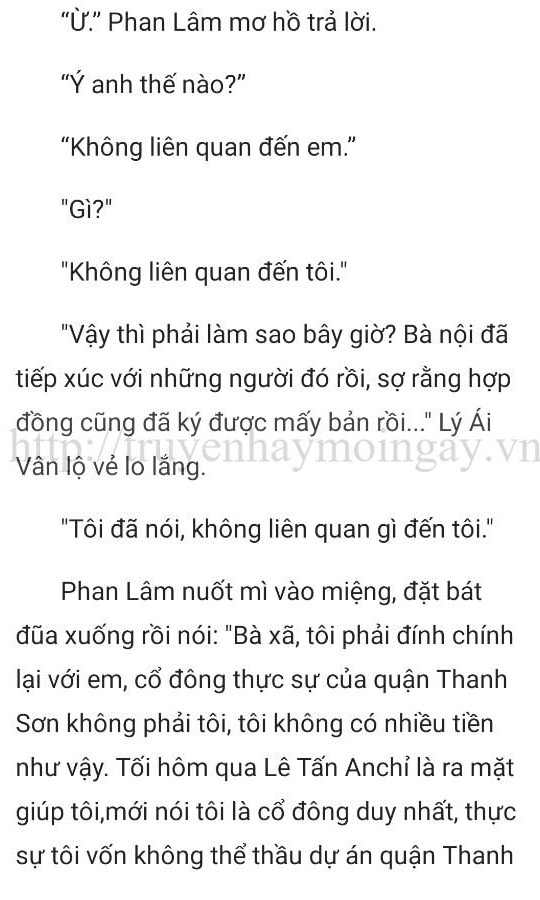 “Ừ.” Phan Lâm mơ hồ trả lời.
“Ý anh thế nào?”
“Không liên quan đến em.”
"Gì?"
"Không liên quan đến tôi."
"Vậy thì phải làm sao bây giờ? Bà nội đã
tiếp xúc với những người đó rồi, sợ rằng hợp
đồng cũng đã ký được mấy bản rồi..." Lý Ái
http://truyenhaymoingay.vn
Vân lộ vẻ lo lắng.
"Tôi đã nói, không liên quan gì đến tôi."
Phan Lâm nuốt mì vào miệng, đặt bát
đũa xuống rồi nói: "Bà xã, tôi phải đính chính
lại với em, cổ đông thực sự của quận Thanh
Sơn không phải tôi, tôi không có nhiều tiền
như vậy. Tối hôm qua Lê Tấn Anchỉ là ra mặt
giúp tôi,mới nói tôi là cổ đông duy nhất, thực
sự tôi vốn không thể thầu dự án quận Thanh